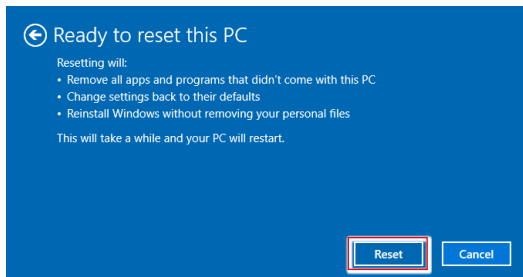 Ready to reset this PC
Resetting will:
• Remove all apps and programs that didn't come with this PC
• Change settings back to their defaults
• Reinstall Windows without removing your personal files
This will take a while and your PC will restart.
Reset Cancel